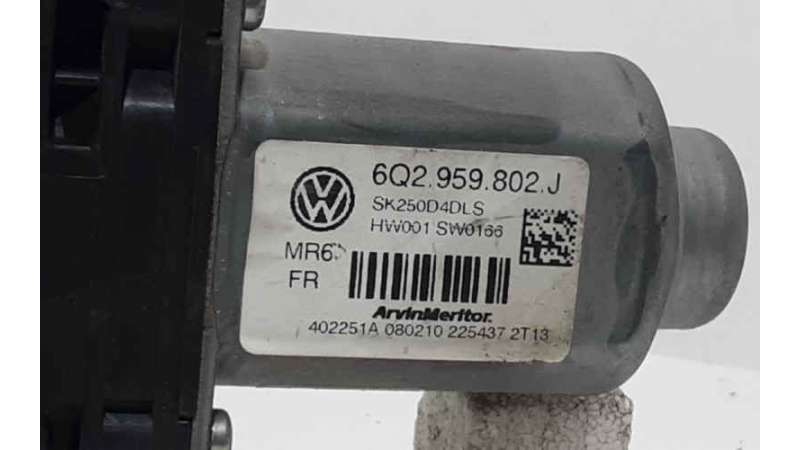 6Q2.959.802.J
SK250D4DLS
HW001 SW0166
MR6
FR
ArvinMeritor.
402251A 080210 225437 2T13